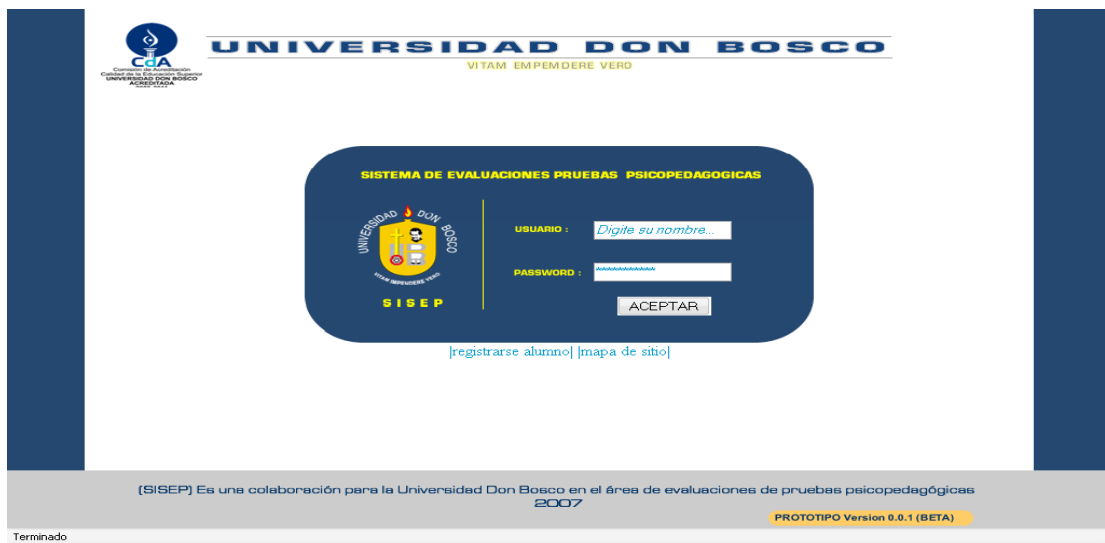 CdA
Comisión de Acreditación
Calidad de la Educación Superior
UNIVERSIDAD DON BOSCO
ACREDITADA
UNIVERSIDAD DON BOSCO
VITAM EMPEMDERE VERO
SISTEMA DE EVALUACIONES PRUEBAS PSICOPEDAGOGICAS
UNIVERSIDAD DON BOSCO
VITAM IMPENDERE VERO
SISEP
USUARIO :
Digite su nombre...
PASSWORD :
***********
ACEPTAR
|registrarse alumno| |mapa de sitio|
(SISEP) Es una colaboración para la Universidad Don Bosco en el área de evaluaciones de pruebas psicopedagógicas
2007
PROTOTIPO Version 0.0.1 (BETA)
Terminado